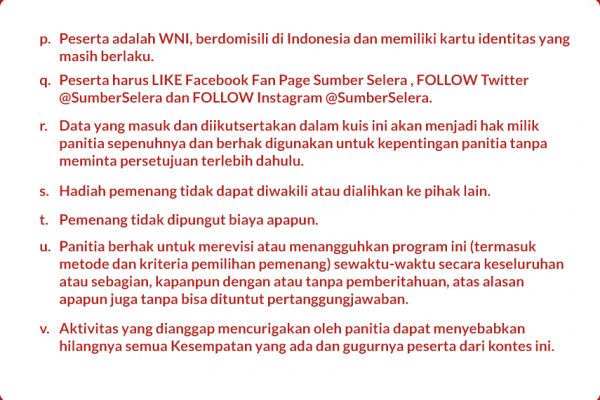 p. Peserta adalah WNI, berdomisili di Indonesia dan memiliki kartu identitas yang
masih berlaku.
q. Peserta harus LIKE Facebook Fan Page Sumber Selera , FOLLOW Twitter
@SumberSelera dan FOLLOW Instagram @SumberSelera.
r. Data yang masuk dan diikutsertakan dalam kuis ini akan menjadi hak milik
panitia sepenuhnya dan berhak digunakan untuk kepentingan panitia tanpa
meminta persetujuan terlebih dahulu.
s. Hadiah pemenang tidak dapat diwakili atau dialihkan ke pihak lain.
t. Pemenang tidak dipungut biaya apapun.
u. Panitia berhak untuk merevisi atau menangguhkan program ini (termasuk
metode dan kriteria pemilihan pemenang) sewaktu-waktu secara keseluruhan
atau sebagian, kapanpun dengan atau tanpa pemberitahuan, atas alasan
apapun juga tanpa bisa dituntut pertanggungjawaban.
v. Aktivitas yang dianggap mencurigakan oleh panitia dapat menyebabkan
hilangnya semua Kesempatan yang ada dan gugurnya peserta dari kontes ini.